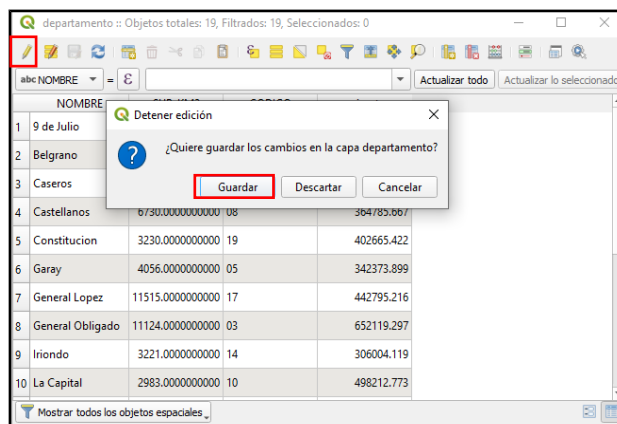 departamento :: Objetos totales: 19, Filtrados: 19, Seleccionados: 0
abc NOMBRE = ε Actualizar todo Actualizar lo seleccionado
NOMBRE
1 9 de Julio
2 Belgrano
3 Caseros
Detener edición
¿Quiere guardar los cambios en la capa departamento?
Guardar Descartar Cancelar
4 Castellanos 6730.0000000000 08 364785.667
5 Constitucion 3230.0000000000 19 402665.422
6 Garay 4056.0000000000 05 342373.899
7 General Lopez 11515.0000000000 17 442795.216
8 General Obligado 11124.0000000000 03 652119.297
9 Iriondo 3221.0000000000 14 306004.119
10 La Capital 2983.0000000000 10 498212.773
Mostrar todos los objetos espaciales